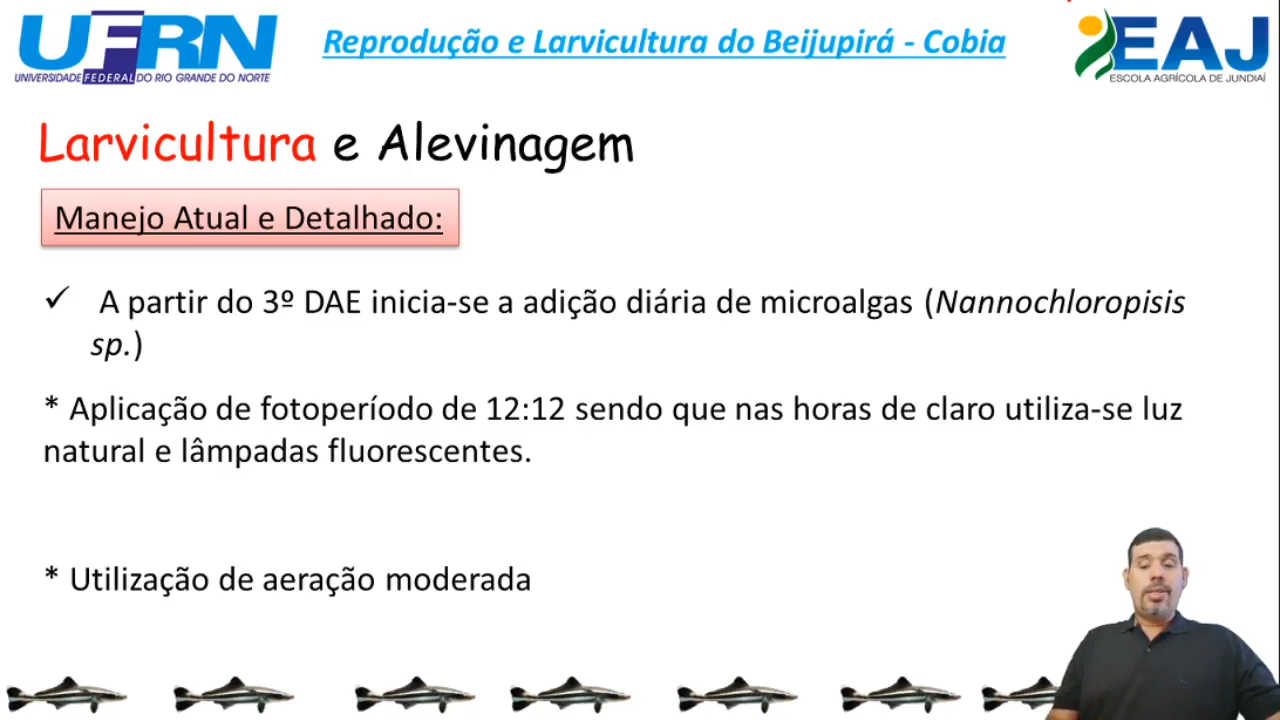 UFRN
UNIVERSIDADE FEDERAL DO RIO GRANDE DO NORTE
Reprodução e Larvicultura do Beijupirá - Cobia
EAJ
ESCOLA AGRÍCOLA DE JUNDIAÍ
Larvicultura e Alevinagem
Manejo Atual e Detalhado:
✓ A partir do 3º DAE inicia-se a adição diária de microalgas (Nannochloropisis
sp.)
* Aplicação de fotoperíodo de 12:12 sendo que nas horas de claro utiliza-se luz
natural e lâmpadas fluorescentes.
* Utilização de aeração moderada